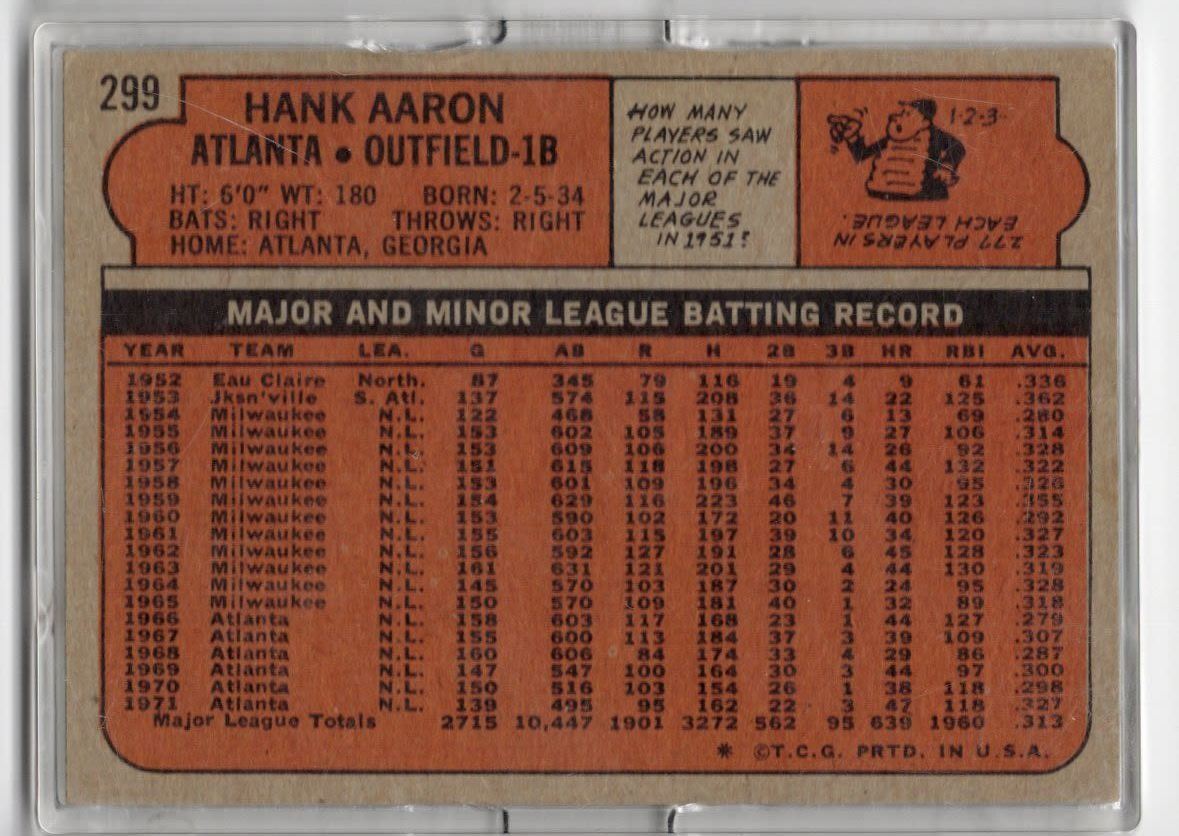 299
HANK AARON
ATLANTA • OUTFIELD-1B
HT: 6'0" WT: 180 BORN: 2-5-34
BATS: RIGHT THROWS: RIGHT
HOME: ATLANTA, GEORGIA
HOW MANY
PLAYERS SAW
ACTION IN
EACH OF THE
MAJOR
LEAGUES
IN 1951?
1-2-3-
277 PLAYERS IN
EACH LEAGUE.
MAJOR AND MINOR LEAGUE BATTING RECORD
YEAR TEAM LEA. G AB R H 2B 3B HR RBI AVG.
1952 Eau Claire North. 87 345 79 116 19 4 9 61 .336
1953 Jksn'ville S. Atl. 137 574 115 208 36 14 22 125 .362
1954 Milwaukee N.L. 122 468 58 131 27 6 13 69 .280
1955 Milwaukee N.L. 153 602 105 189 37 9 27 106 .314
1956 Milwaukee N.L. 153 609 106 200 34 14 26 92 .328
1957 Milwaukee N.L. 151 615 118 198 27 6 44 132 .322
1958 Milwaukee N.L. 153 601 109 196 34 4 30 95 .326
1959 Milwaukee N.L. 154 629 116 223 46 7 39 123 .355
1960 Milwaukee N.L. 153 590 102 172 20 11 40 126 .292
1961 Milwaukee N.L. 155 603 115 197 39 10 34 120 .327
1962 Milwaukee N.L. 156 592 127 191 28 6 45 128 .323
1963 Milwaukee N.L. 161 631 121 201 29 4 44 130 .319
1964 Milwaukee N.L. 145 570 103 187 30 2 24 95 .328
1965 Milwaukee N.L. 150 570 109 181 40 1 32 89 .318
1966 Atlanta N.L. 158 603 117 168 23 1 44 127 .279
1967 Atlanta N.L. 155 600 113 184 37 3 39 109 .307
1968 Atlanta N.L. 160 606 84 174 33 4 29 86 .287
1969 Atlanta N.L. 147 547 100 164 30 3 44 97 .300
1970 Atlanta N.L. 150 516 103 154 26 1 38 118 .298
1971 Atlanta N.L. 139 495 95 162 22 3 47 118 .327
Major League Totals 2715 10,447 1901 3272 562 95 639 1960 .313
* ©T.C.G. PRTD. IN U.S.A.